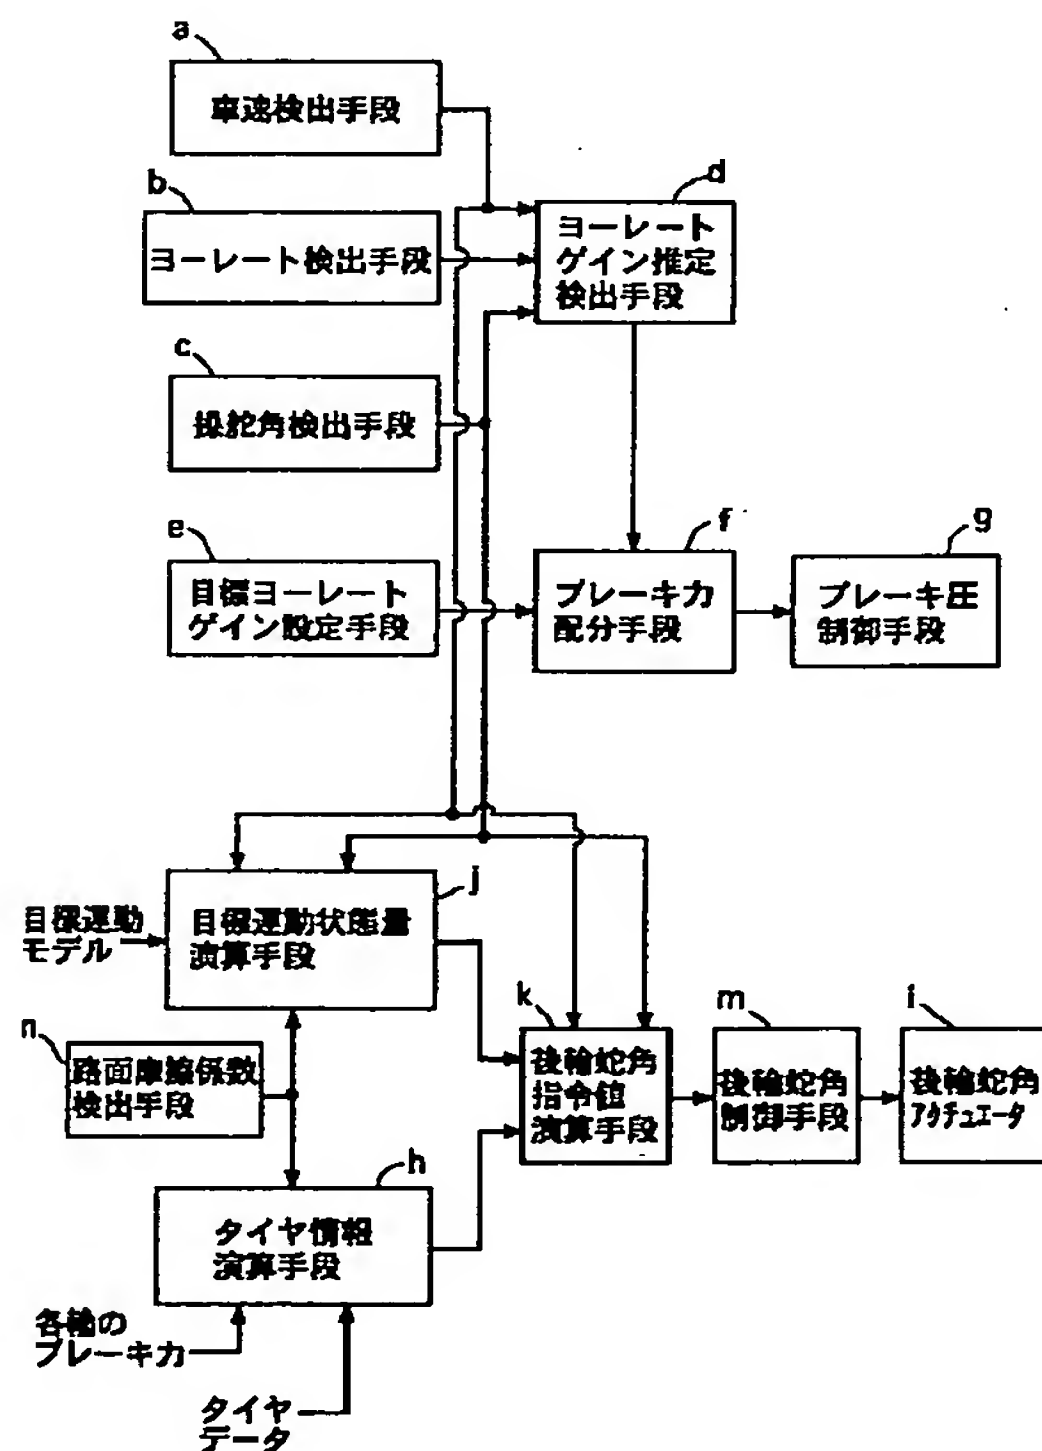 a
車速検出手段
b
ヨーレート検出手段
c
操舵角検出手段
d
ヨーレート
ゲイン推定
検出手段
e
目標ヨーレート
ゲイン設定手段
f
ブレーキ力
配分手段
g
ブレーキ圧
制御手段
j
目標運動
モデル
目標運動状態量
演算手段
n
路面摩擦係数
検出手段
k
後輪舵角
指令値
演算手段
m
後輪舵角
制御手段
i
後輪舵角
アクチュエータ
h
タイヤ情報
演算手段
各輪の
ブレーキ力
タイヤ
データ